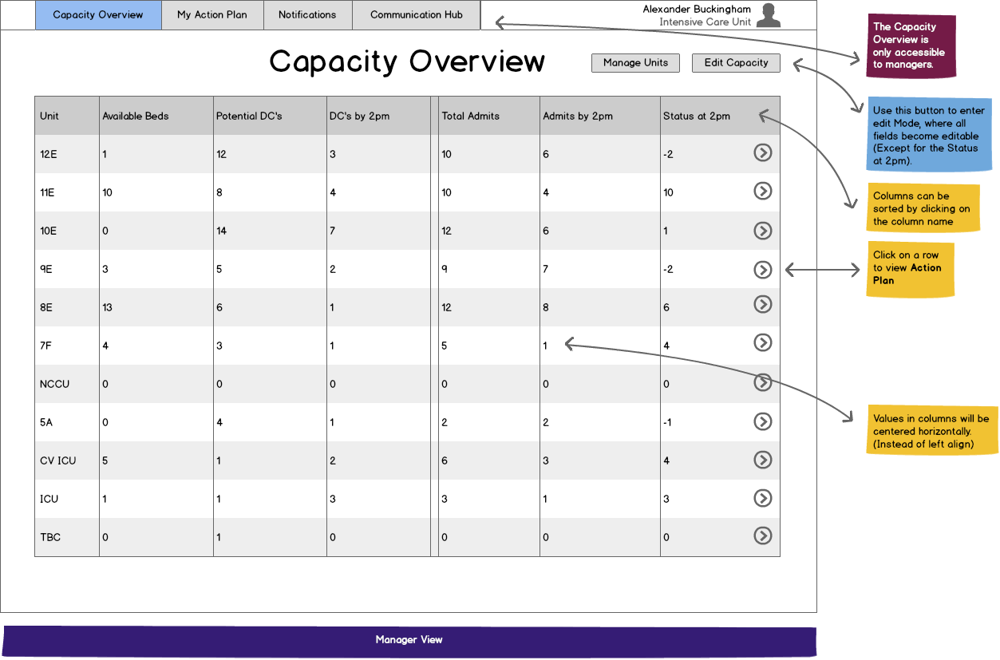 Capacity Overview My Action Plan Notifications Communication Hub
Alexander Buckingham
Intensive Care Unit
Capacity Overview
Manage Units Edit Capacity
Unit Available Beds Potential DC's DC's by 2pm Total Admits Admits by 2pm Status at 2pm
12E 1 12 3 10 6 -2
11E 10 8 4 10 4 10
10E 0 14 7 12 6 1
9E 3 5 2 9 7 -2
8E 13 6 1 12 8 6
7F 4 3 1 5 1 4
NCCU 0 0 0 0 0 0
5A 0 4 1 2 2 -1
CV ICU 5 1 2 6 3 4
ICU 1 1 3 3 1 3
TBC 0 1 0 0 0 0
The Capacity
Overview is
only accessible
to managers.
Use this button to enter
edit Mode, where all
fields become editable
(Except for the Status
at 2pm).
Columns can be
sorted by clicking on
the column name
Click on a row
to view Action
Plan
Values in columns will be
centered horizontally.
(Instead of left align)
Manager View